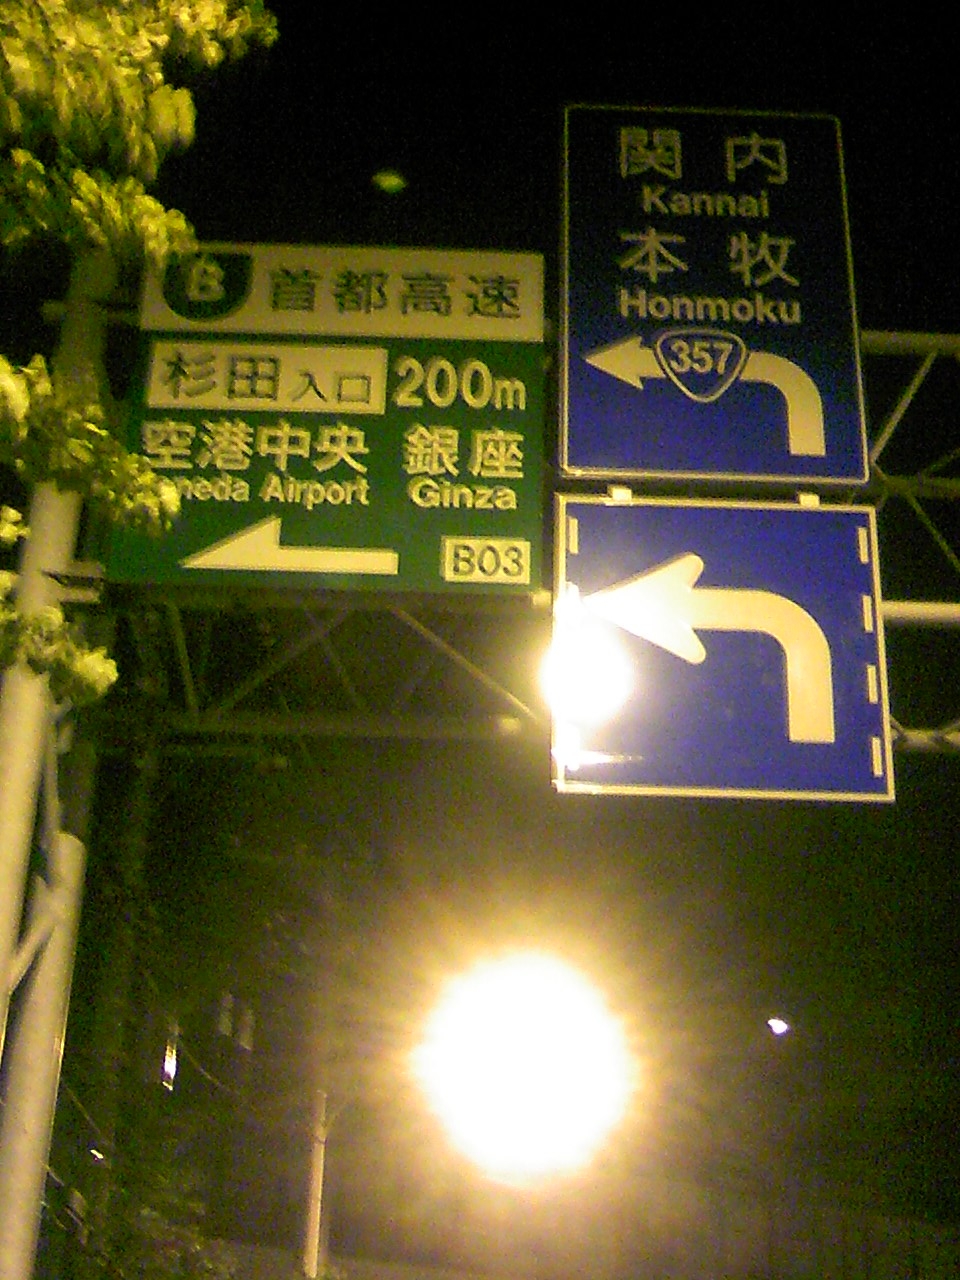 B 首都高速
杉田入口 200m
空港中央 銀座
neda Airport Ginza
B03
関内
Kannai
本牧
Honmoku
357